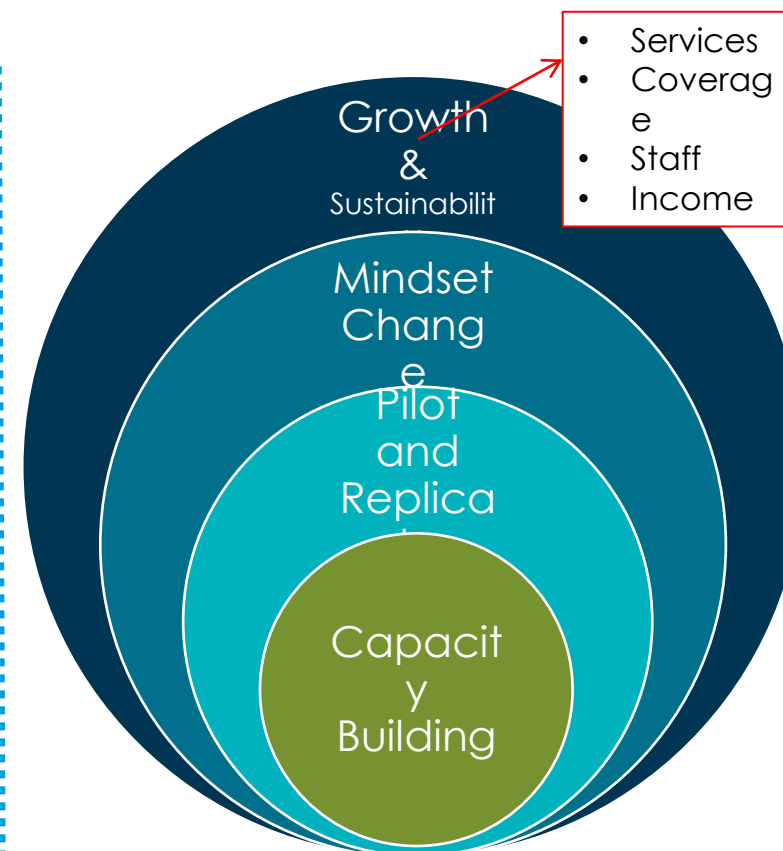 • Services
• Coverag
e
• Staff
• Income
Growth
&
Sustainabilit
Mindset
Chang
e
Pilot
and
Replica
Capacit
y
Building